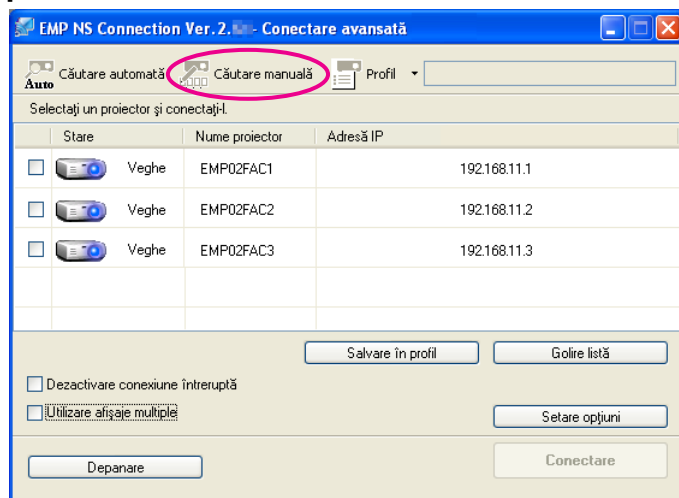 EMP NS Connection Ver.2. - Conectare avansată
Auto Căutare automată Căutare manuală Profil
Selectaţi un proiector şi conectaţi-l.
Stare Nume proiector Adresă IP
Veghe EMP02FAC1 192.168.11.1
Veghe EMP02FAC2 192.168.11.2
Veghe EMP02FAC3 192.168.11.3
Salvare în profil Golire listă
Dezactivare conexiune întreruptă
Utilizare afişaje multiple
Setare opţiuni
Depanare Conectare